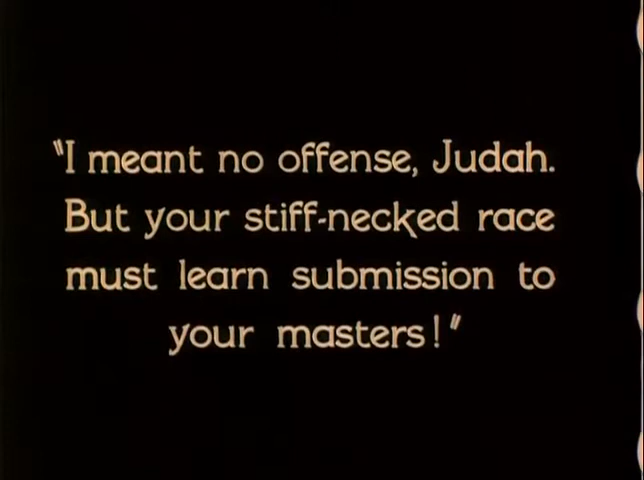 "I meant no offense, Judah.
But your stiff-necked race
must learn submission to
your masters!"